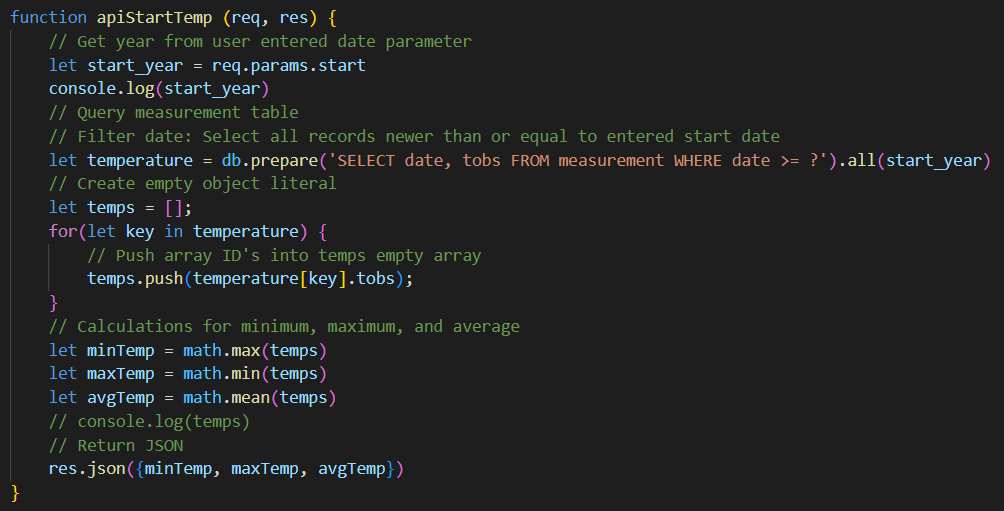 function apiStartTemp (req, res) {
    // Get year from user entered date parameter
    let start_year = req.params.start
    console.log(start_year)
    // Query measurement table
    // Filter date: Select all records newer than or equal to entered start date
    let temperature = db.prepare('SELECT date, tobs FROM measurement WHERE date >= ?').all(start_year)
    // Create empty object literal
    let temps = [];
    for(let key in temperature) {
        // Push array ID's into temps empty array
        temps.push(temperature[key].tobs);
    }
    // Calculations for minimum, maximum, and average
    let minTemp = math.max(temps)
    let maxTemp = math.min(temps)
    let avgTemp = math.mean(temps)
    // console.log(temps)
    // Return JSON
    res.json({minTemp, maxTemp, avgTemp})
}